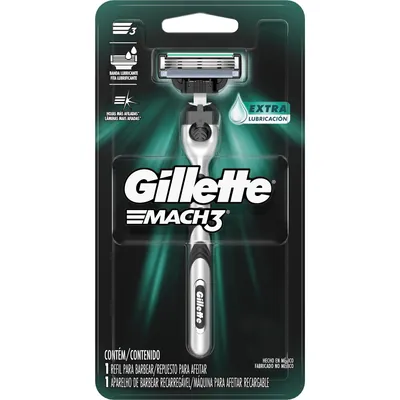 3
BANDA LUBRICANTE
FITA LUBRICANTE
HOJAS MÁS AFILADAS*
LÂMINAS MAIS AFIADAS*
EXTRA
LUBRICACIÓN
Gillette
MACH3®
Gillette
CONTÉM/CONTENIDO
1 REFIL PARA BARBEAR/REPUESTO PARA AFEITAR
1 APARELHO DE BARBEAR RECARREGÁVEL/MÁQUINA PARA AFEITAR RECARGABLE
HECHO EN MÉXICO
FABRICADO NO MÉXICO